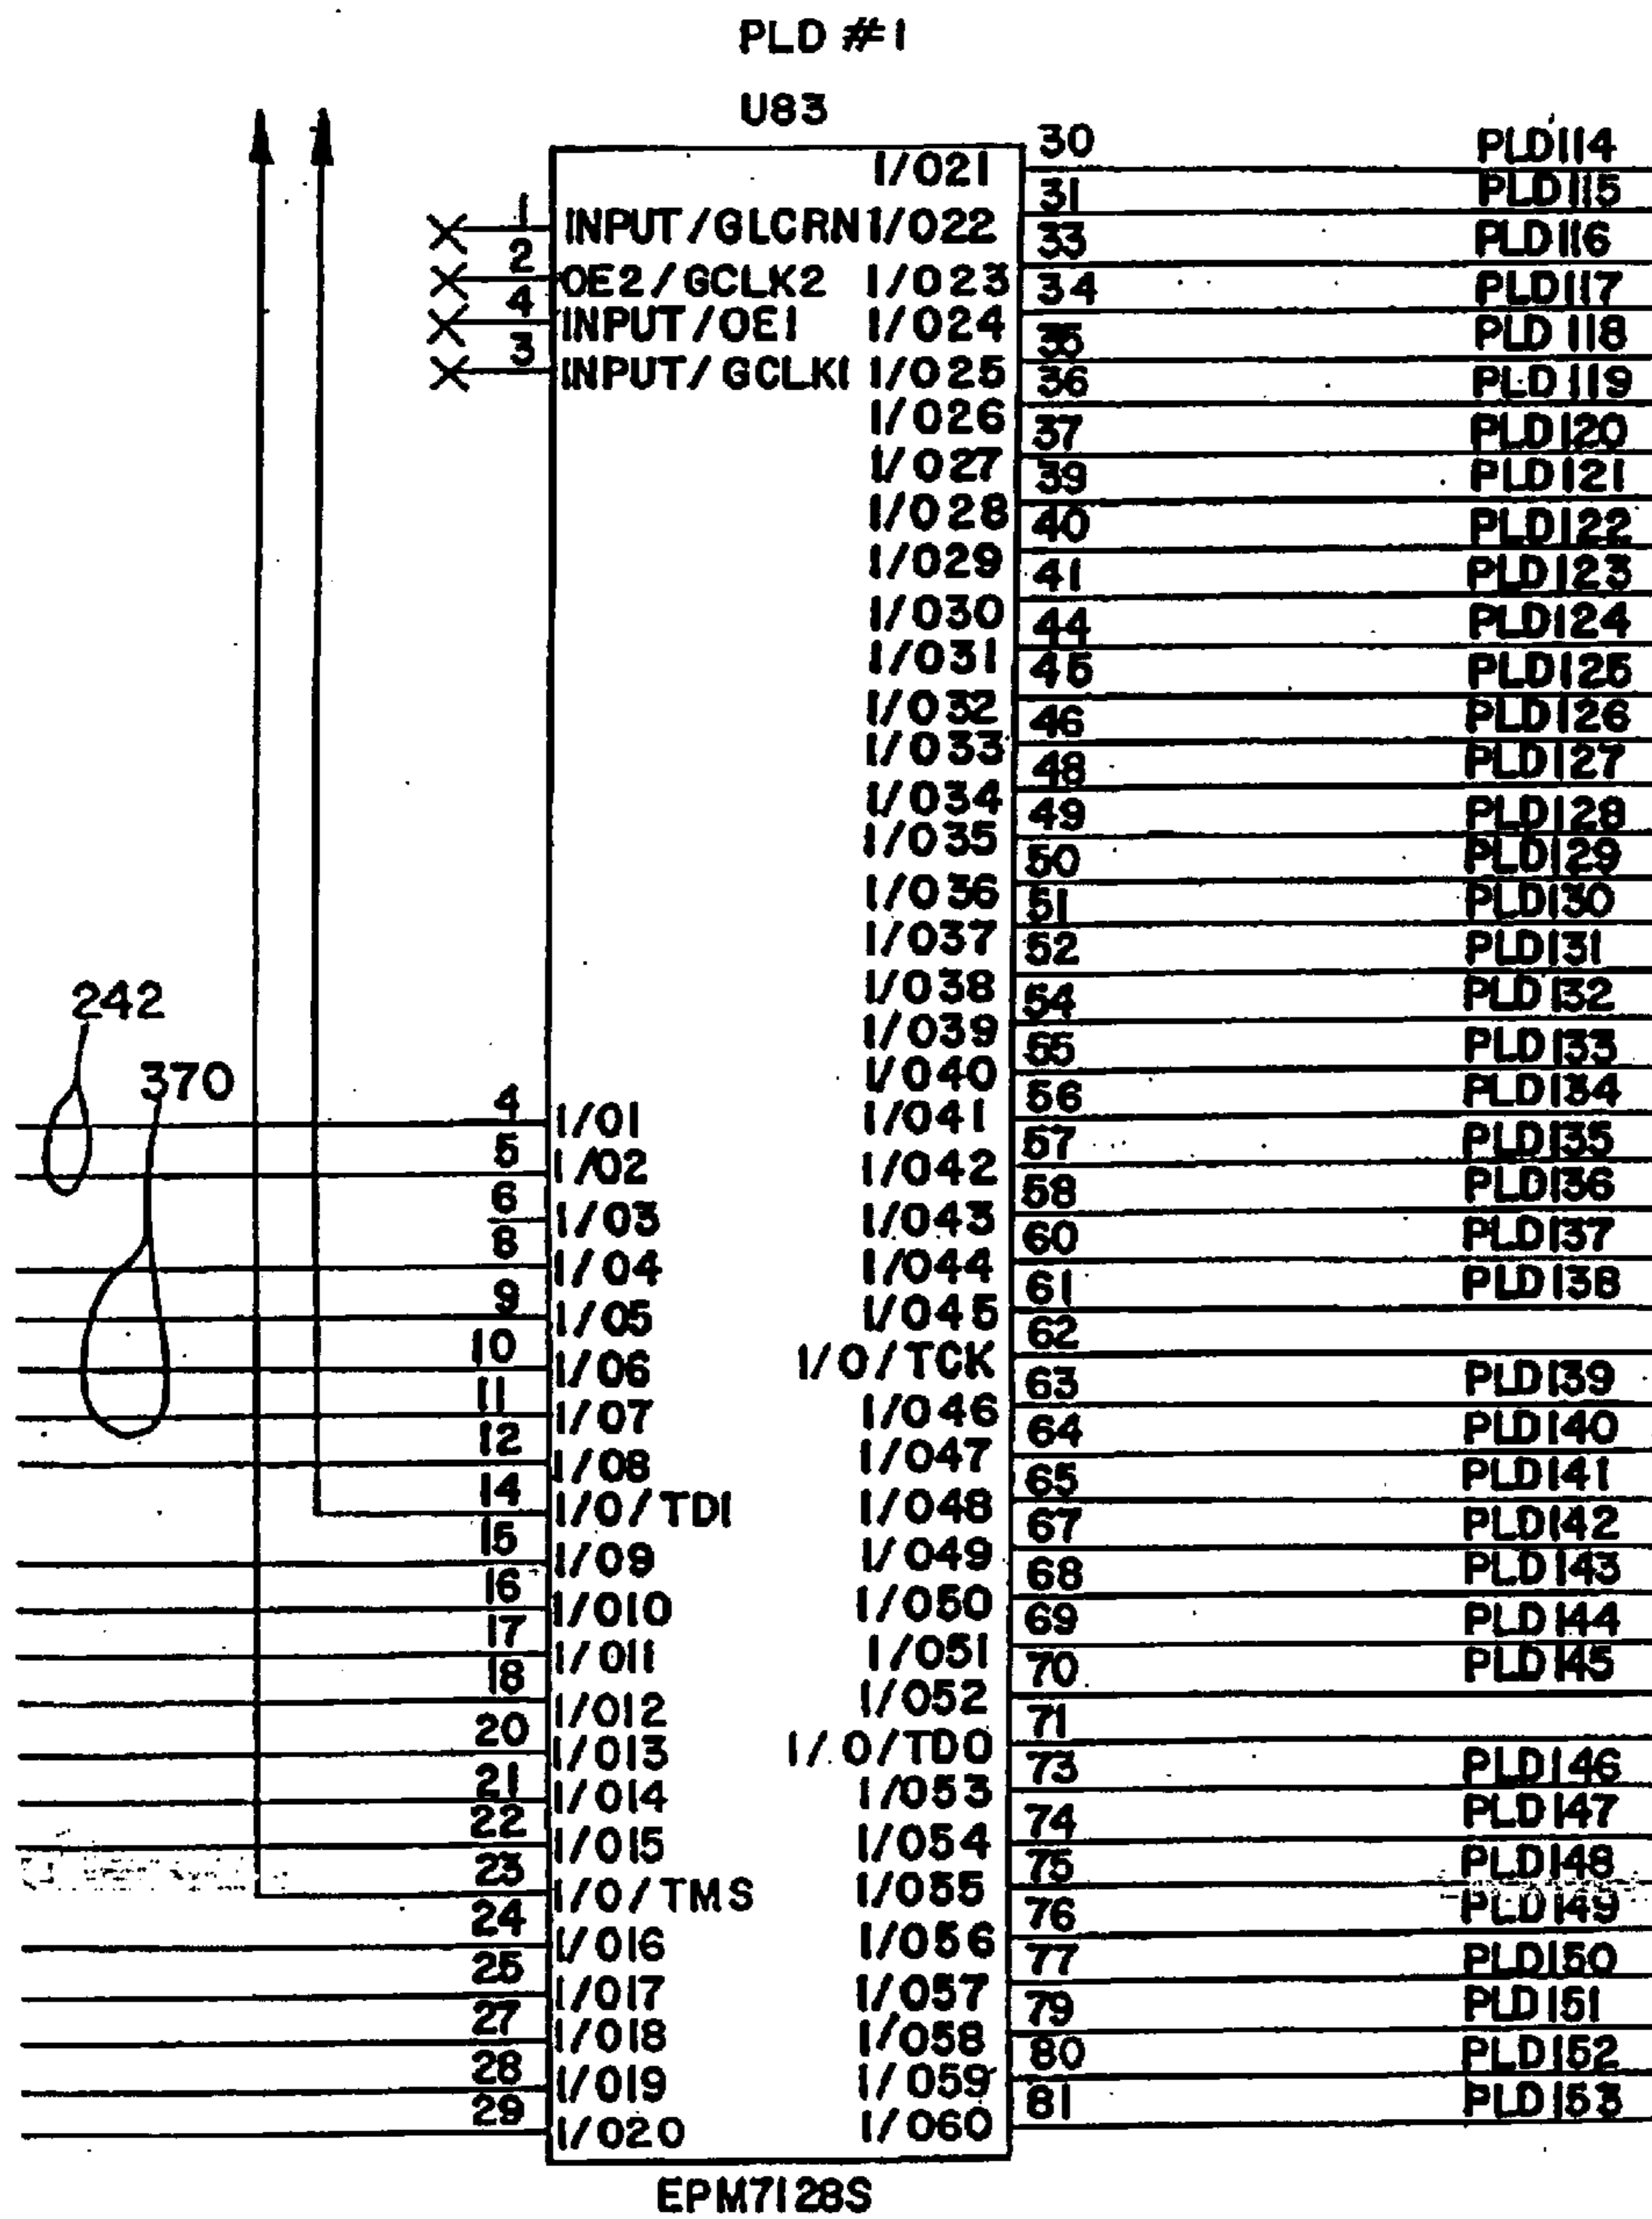 PLD #1
U83
I/O21 30 PLD114
31 PLD115
1 INPUT/GLCRN I/O22 33 PLD116
2 OE2/GCLK2 I/O23 34 PLD117
4 INPUT/OE1 I/O24 35 PLD118
3 INPUT/GCLK1 I/O25 36 PLD119
I/O26 37 PLD120
I/O27 39 PLD121
I/O28 40 PLD122
I/O29 41 PLD123
I/O30 44 PLD124
I/O31 45 PLD125
I/O32 46 PLD126
I/O33 48 PLD127
I/O34 49 PLD128
I/O35 50 PLD129
I/O36 51 PLD130
I/O37 52 PLD131
242 I/O38 54 PLD132
I/O39 55 PLD133
370 I/O40 56 PLD134
4 I/O1 I/O41 57 PLD135
5 I/O2 I/O42 58 PLD136
6 I/O3 I/O43 60 PLD137
8 I/O4 I/O44 61 PLD138
9 I/O5 I/O45 62
10 I/O6 I/O/TCK 63 PLD139
11 I/O7 I/O46 64 PLD140
12 I/O8 I/O47 65 PLD141
14 I/O/TDI I/O48 67 PLD142
15 I/O9 I/O49 68 PLD143
16 I/O10 I/O50 69 PLD144
17 I/O11 I/O51 70 PLD145
18 I/O12 I/O52 71
20 I/O13 I/O/TDO 73 PLD146
21 I/O14 I/O53 74 PLD147
22 I/O15 I/O54 75 PLD148
23 I/O/TMS I/O55 76 PLD149
24 I/O16 I/O56 77 PLD150
25 I/O17 I/O57 79 PLD151
27 I/O18 I/O58 80 PLD152
28 I/O19 I/O59 81 PLD153
29 I/O20 I/O60
EPM7128S